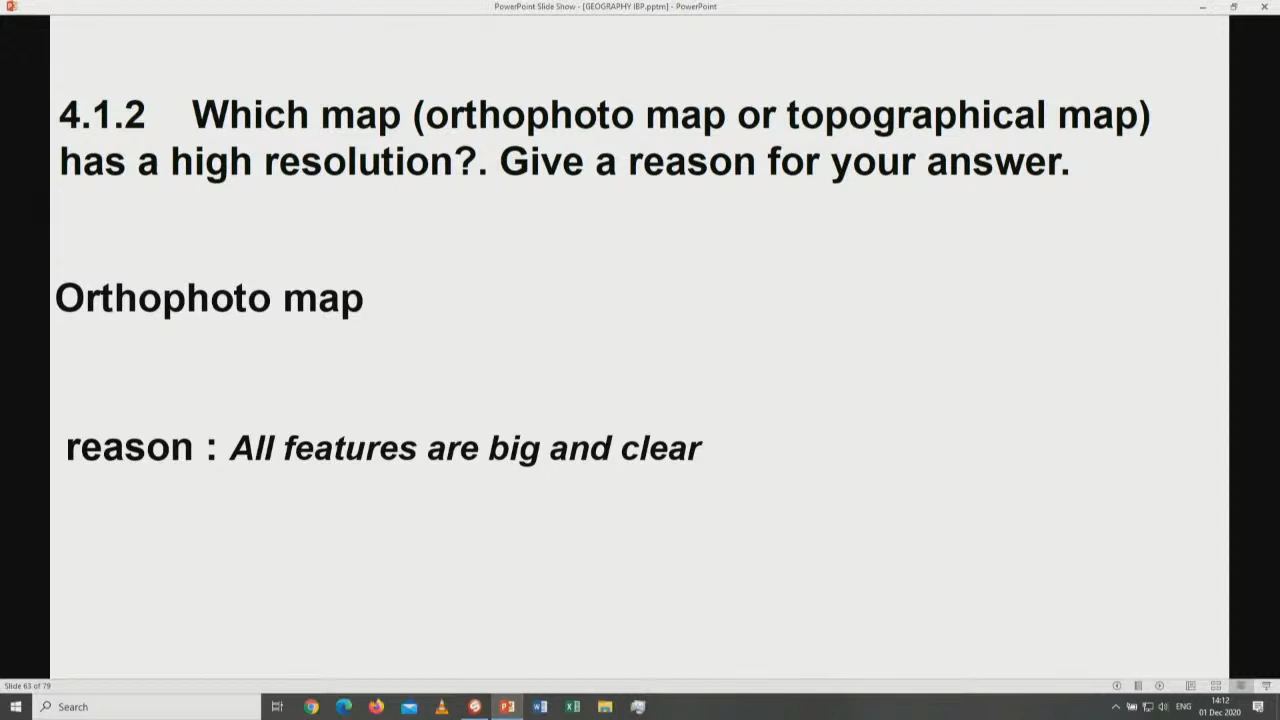 PowerPoint Slide Show - [GEOGRAPHY IBP.pptm] - PowerPoint
4.1.2 Which map (orthophoto map or topographical map)
has a high resolution?. Give a reason for your answer.
Orthophoto map
reason : All features are big and clear
Slide 63 of 79
Search
ENG
14:12
01 Dec 2020